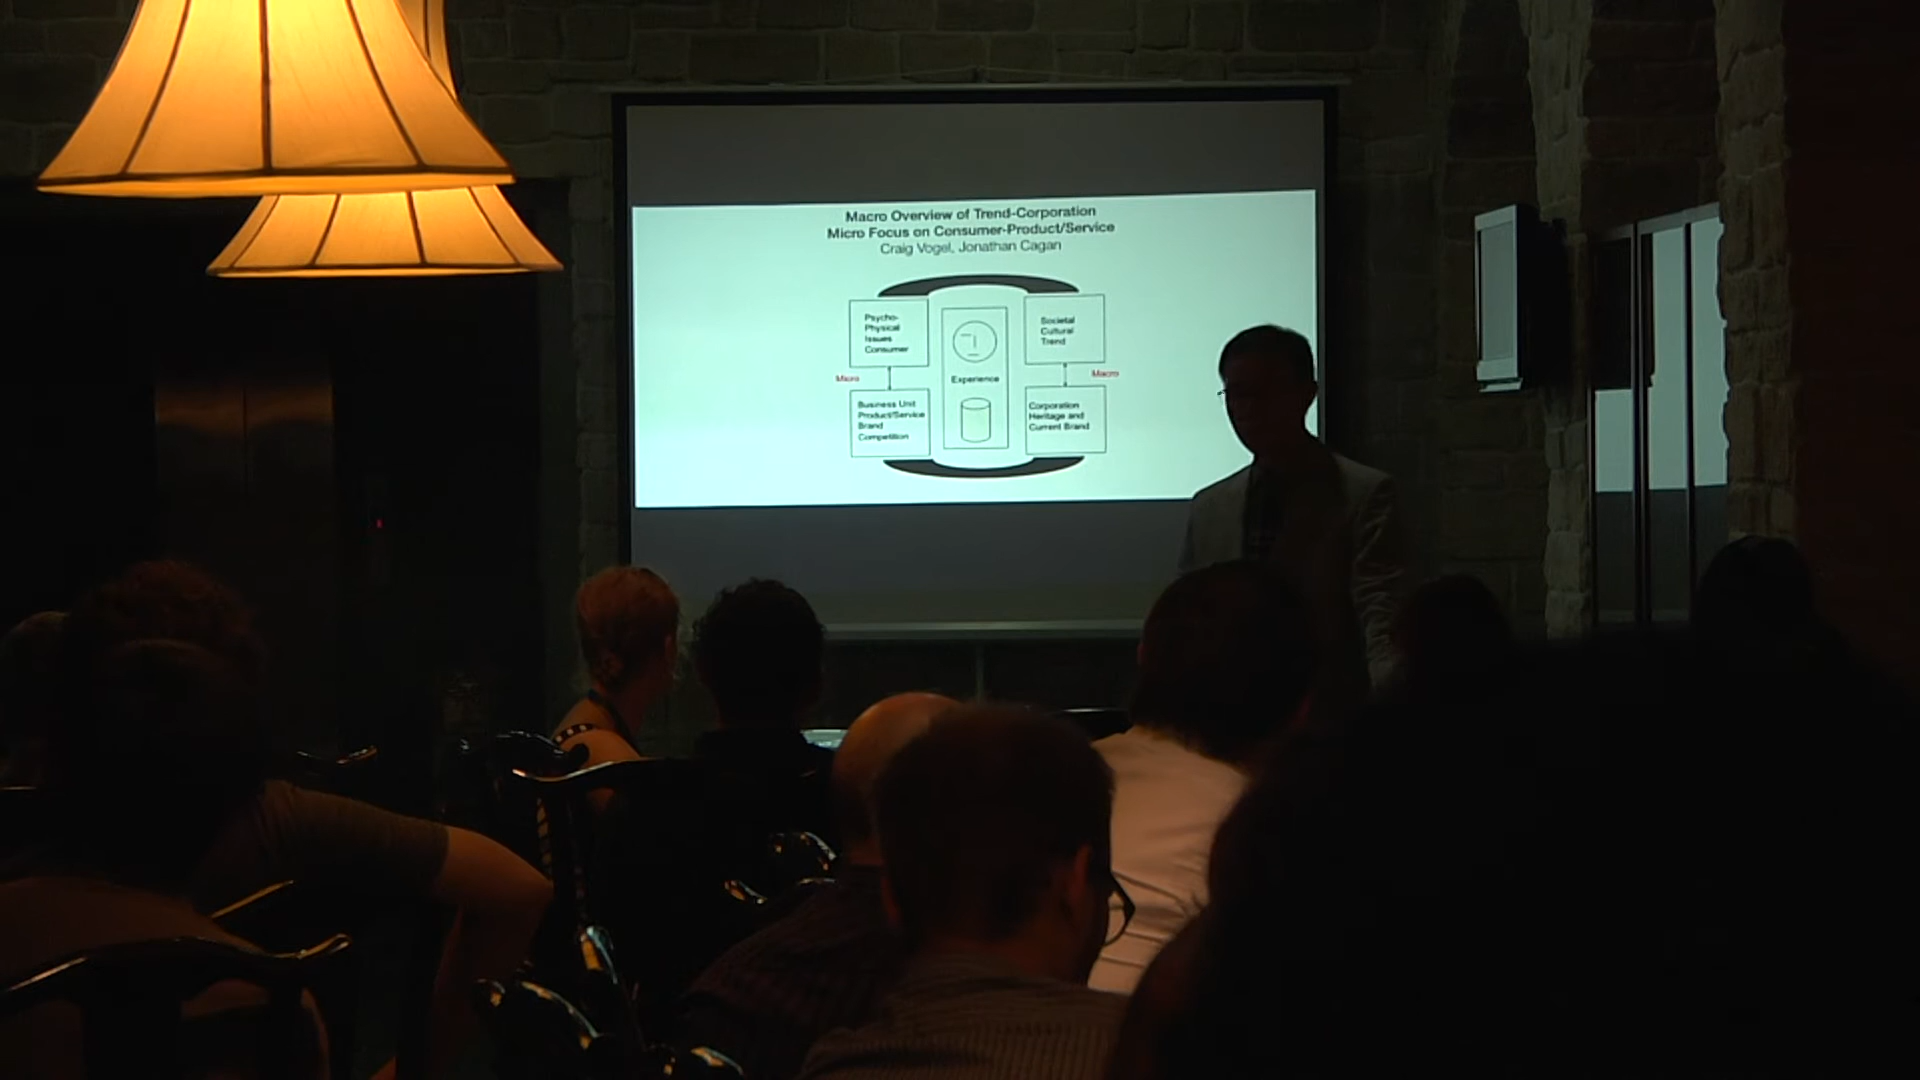 Macro Overview of Trend-Corporation
Micro Focus on Consumer-Product/Service
Craig Vogel, Jonathan Cagan
Psycho-
Physical
Issues
Consumer
Societal
Cultural
Trend
Micro
Experience
Macro
Business Unit
Product/Service
Brand
Competition
Corporation
Heritage and
Current Brand